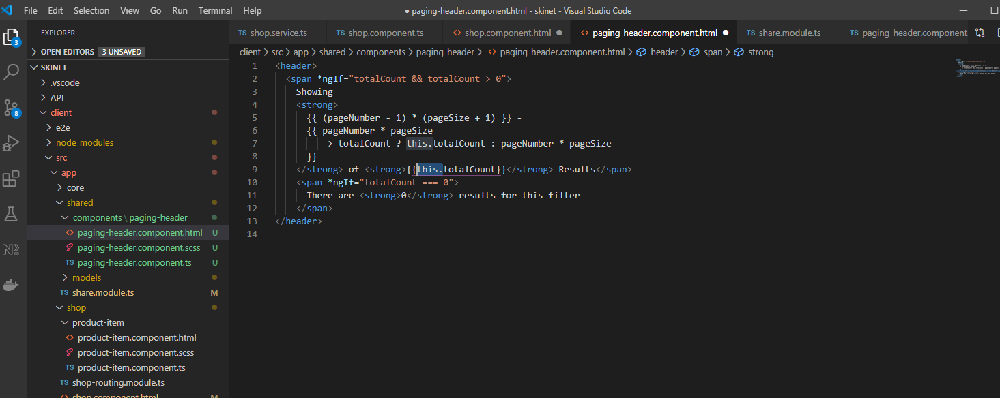 File Edit Selection View Go Run Terminal Help
● paging-header.component.html - skinet - Visual Studio Code
EXPLORER
OPEN EDITORS 3 UNSAVED
SKINET
.vscode
API
client
e2e
node_modules
src
app
core
shared
components \ paging-header
paging-header.component.html U
paging-header.component.scss U
paging-header.component.ts U
models
share.module.ts M
shop
product-item
product-item.component.html
product-item.component.scss
product-item.component.ts
shop-routing.module.ts
shop.component.html M
3
8
TS shop.service.ts
TS shop.component.ts
<> shop.component.html ●
<> paging-header.component.html ●
TS share.module.ts
TS paging-header.component
client > src > app > shared > components > paging-header > <> paging-header.component.html > header > span > strong
1 <header>
2 <span *ngIf="totalCount && totalCount > 0">
3 Showing
4 <strong>
5 {{ (pageNumber - 1) * (pageSize + 1) }} -
6 {{ pageNumber * pageSize
7 > totalCount ? this.totalCount : pageNumber * pageSize
8 }}
9 </strong> of <strong>{{this.totalCount}}</strong> Results</span>
10 <span *ngIf="totalCount === 0">
11 There are <strong>0</strong> results for this filter
12 </span>
13 </header>
14